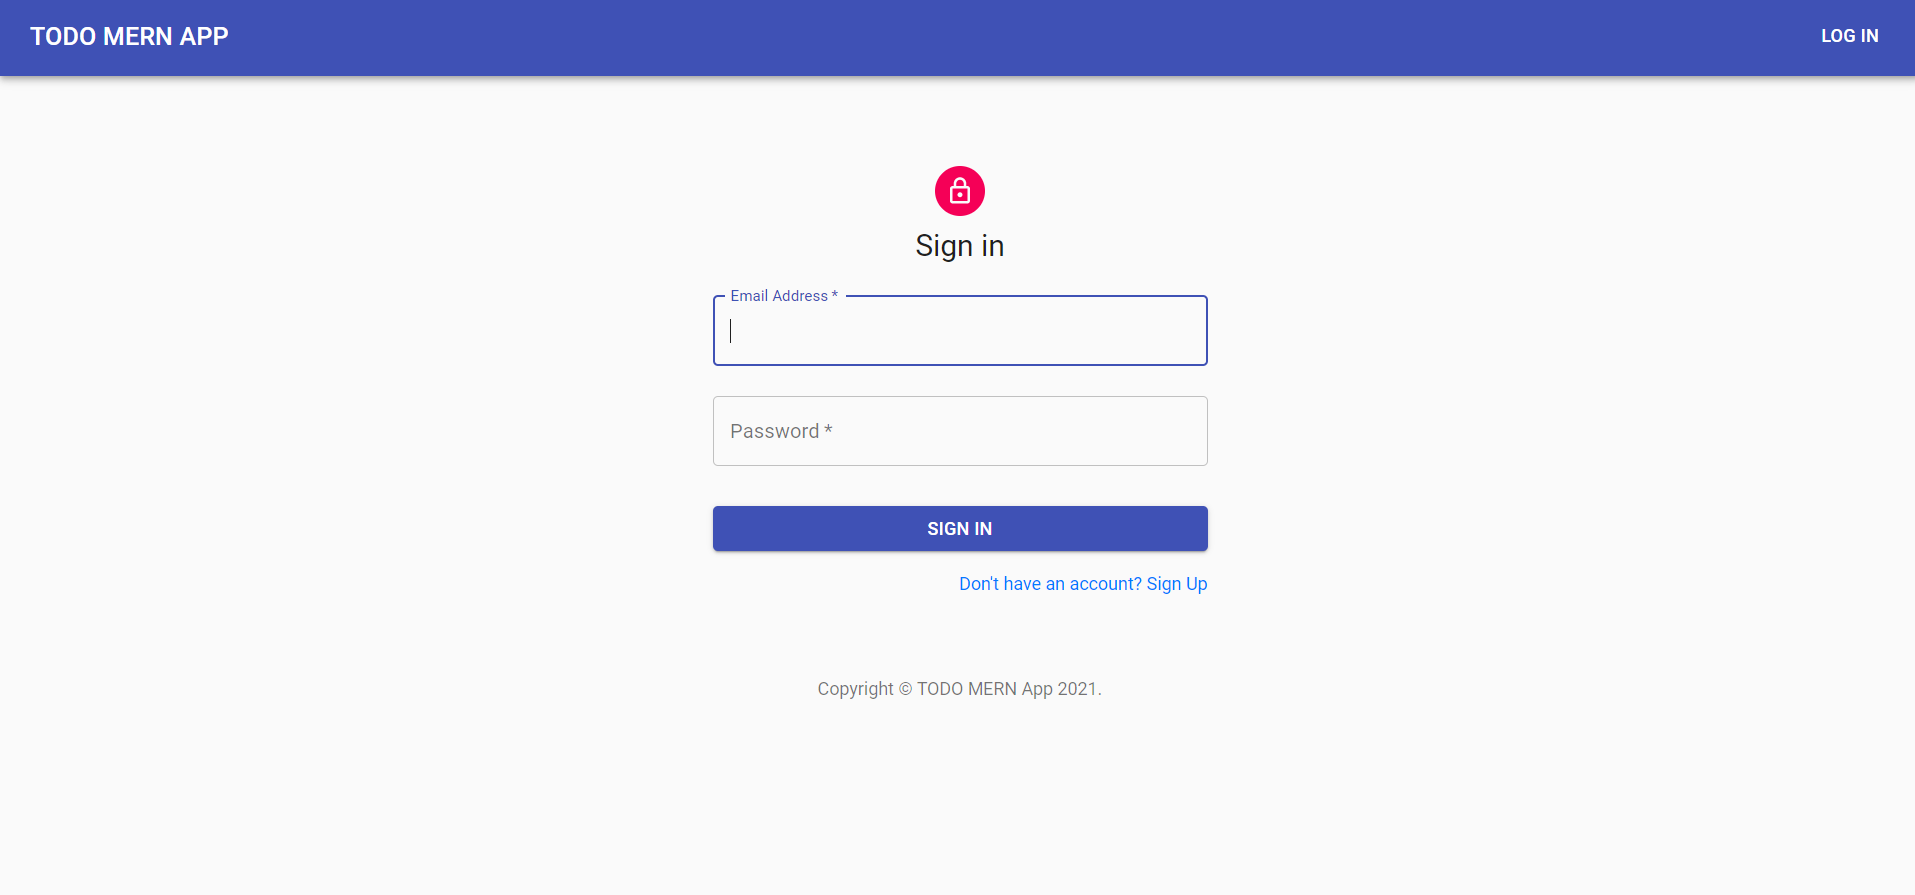 TODO MERN APP
LOG IN
Sign in
Email Address *
Password *
SIGN IN
Don't have an account? Sign Up
Copyright © TODO MERN App 2021.